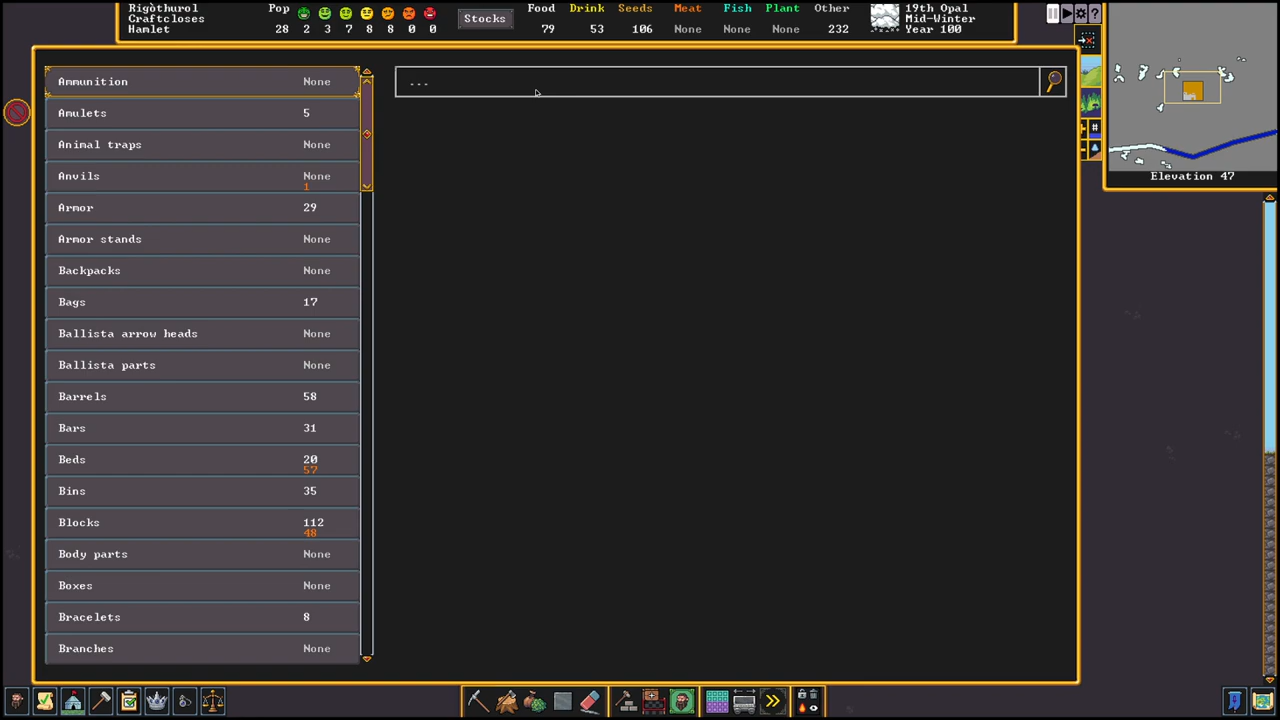 Rigòthurol
Craftcloses
Hamlet
Pop
28 2 3 7 8 8 0 0
Stocks
Food Drink Seeds Meat Fish Plant Other
79 53 106 None None None 232
19th Opal
Mid-Winter
Year 100
Elevation 47
...
Ammunition None
Amulets 5
Animal traps None
Anvils None
1
Armor 29
Armor stands None
Backpacks None
Bags 17
Ballista arrow heads None
Ballista parts None
Barrels 58
Bars 31
Beds 20
57
Bins 35
Blocks 112
48
Body parts None
Boxes None
Bracelets 8
Branches None